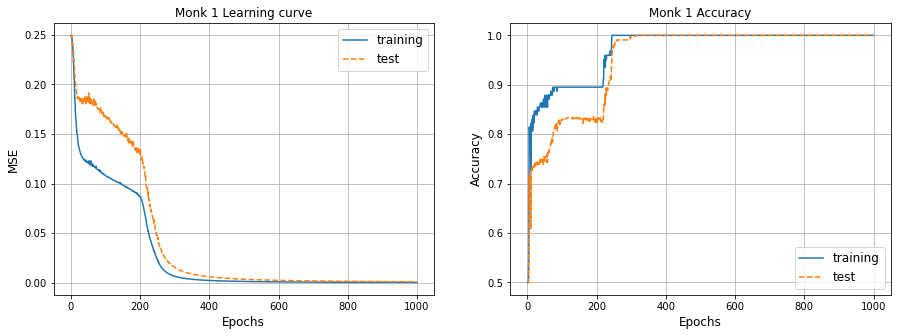 Monk 1 Learning curve
0.25
0.20
0.15
0.10
0.05
0.00
MSE
0 200 400 600 800 1000
Epochs
training
test
Monk 1 Accuracy
1.0
0.9
0.8
0.7
0.6
0.5
Accuracy
0 200 400 600 800 1000
Epochs
training
test